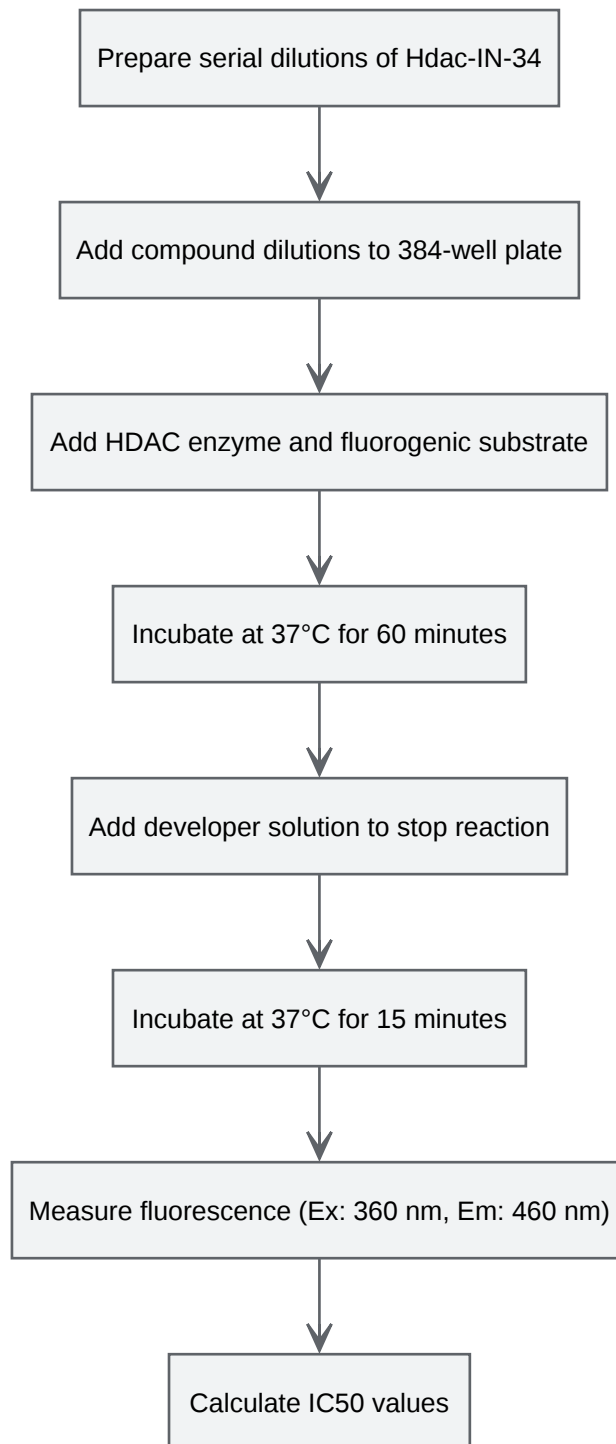 Prepare serial dilutions of Hdac-IN-34
Add compound dilutions to 384-well plate
Add HDAC enzyme and fluorogenic substrate
Incubate at 37°C for 60 minutes
Add developer solution to stop reaction
Incubate at 37°C for 15 minutes
Measure fluorescence (Ex: 360 nm, Em: 460 nm)
Calculate IC50 values